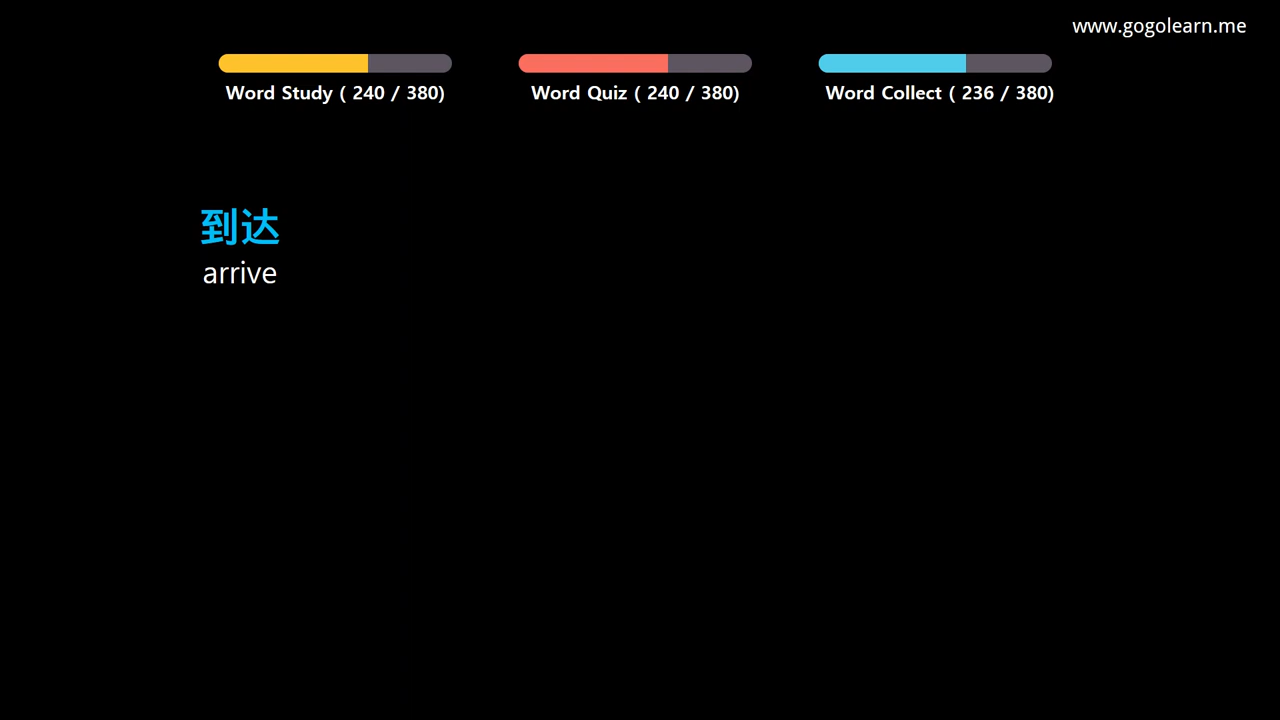 www.gogolearn.me
Word Study ( 240 / 380)
Word Quiz ( 240 / 380)
Word Collect ( 236 / 380)
到达
arrive